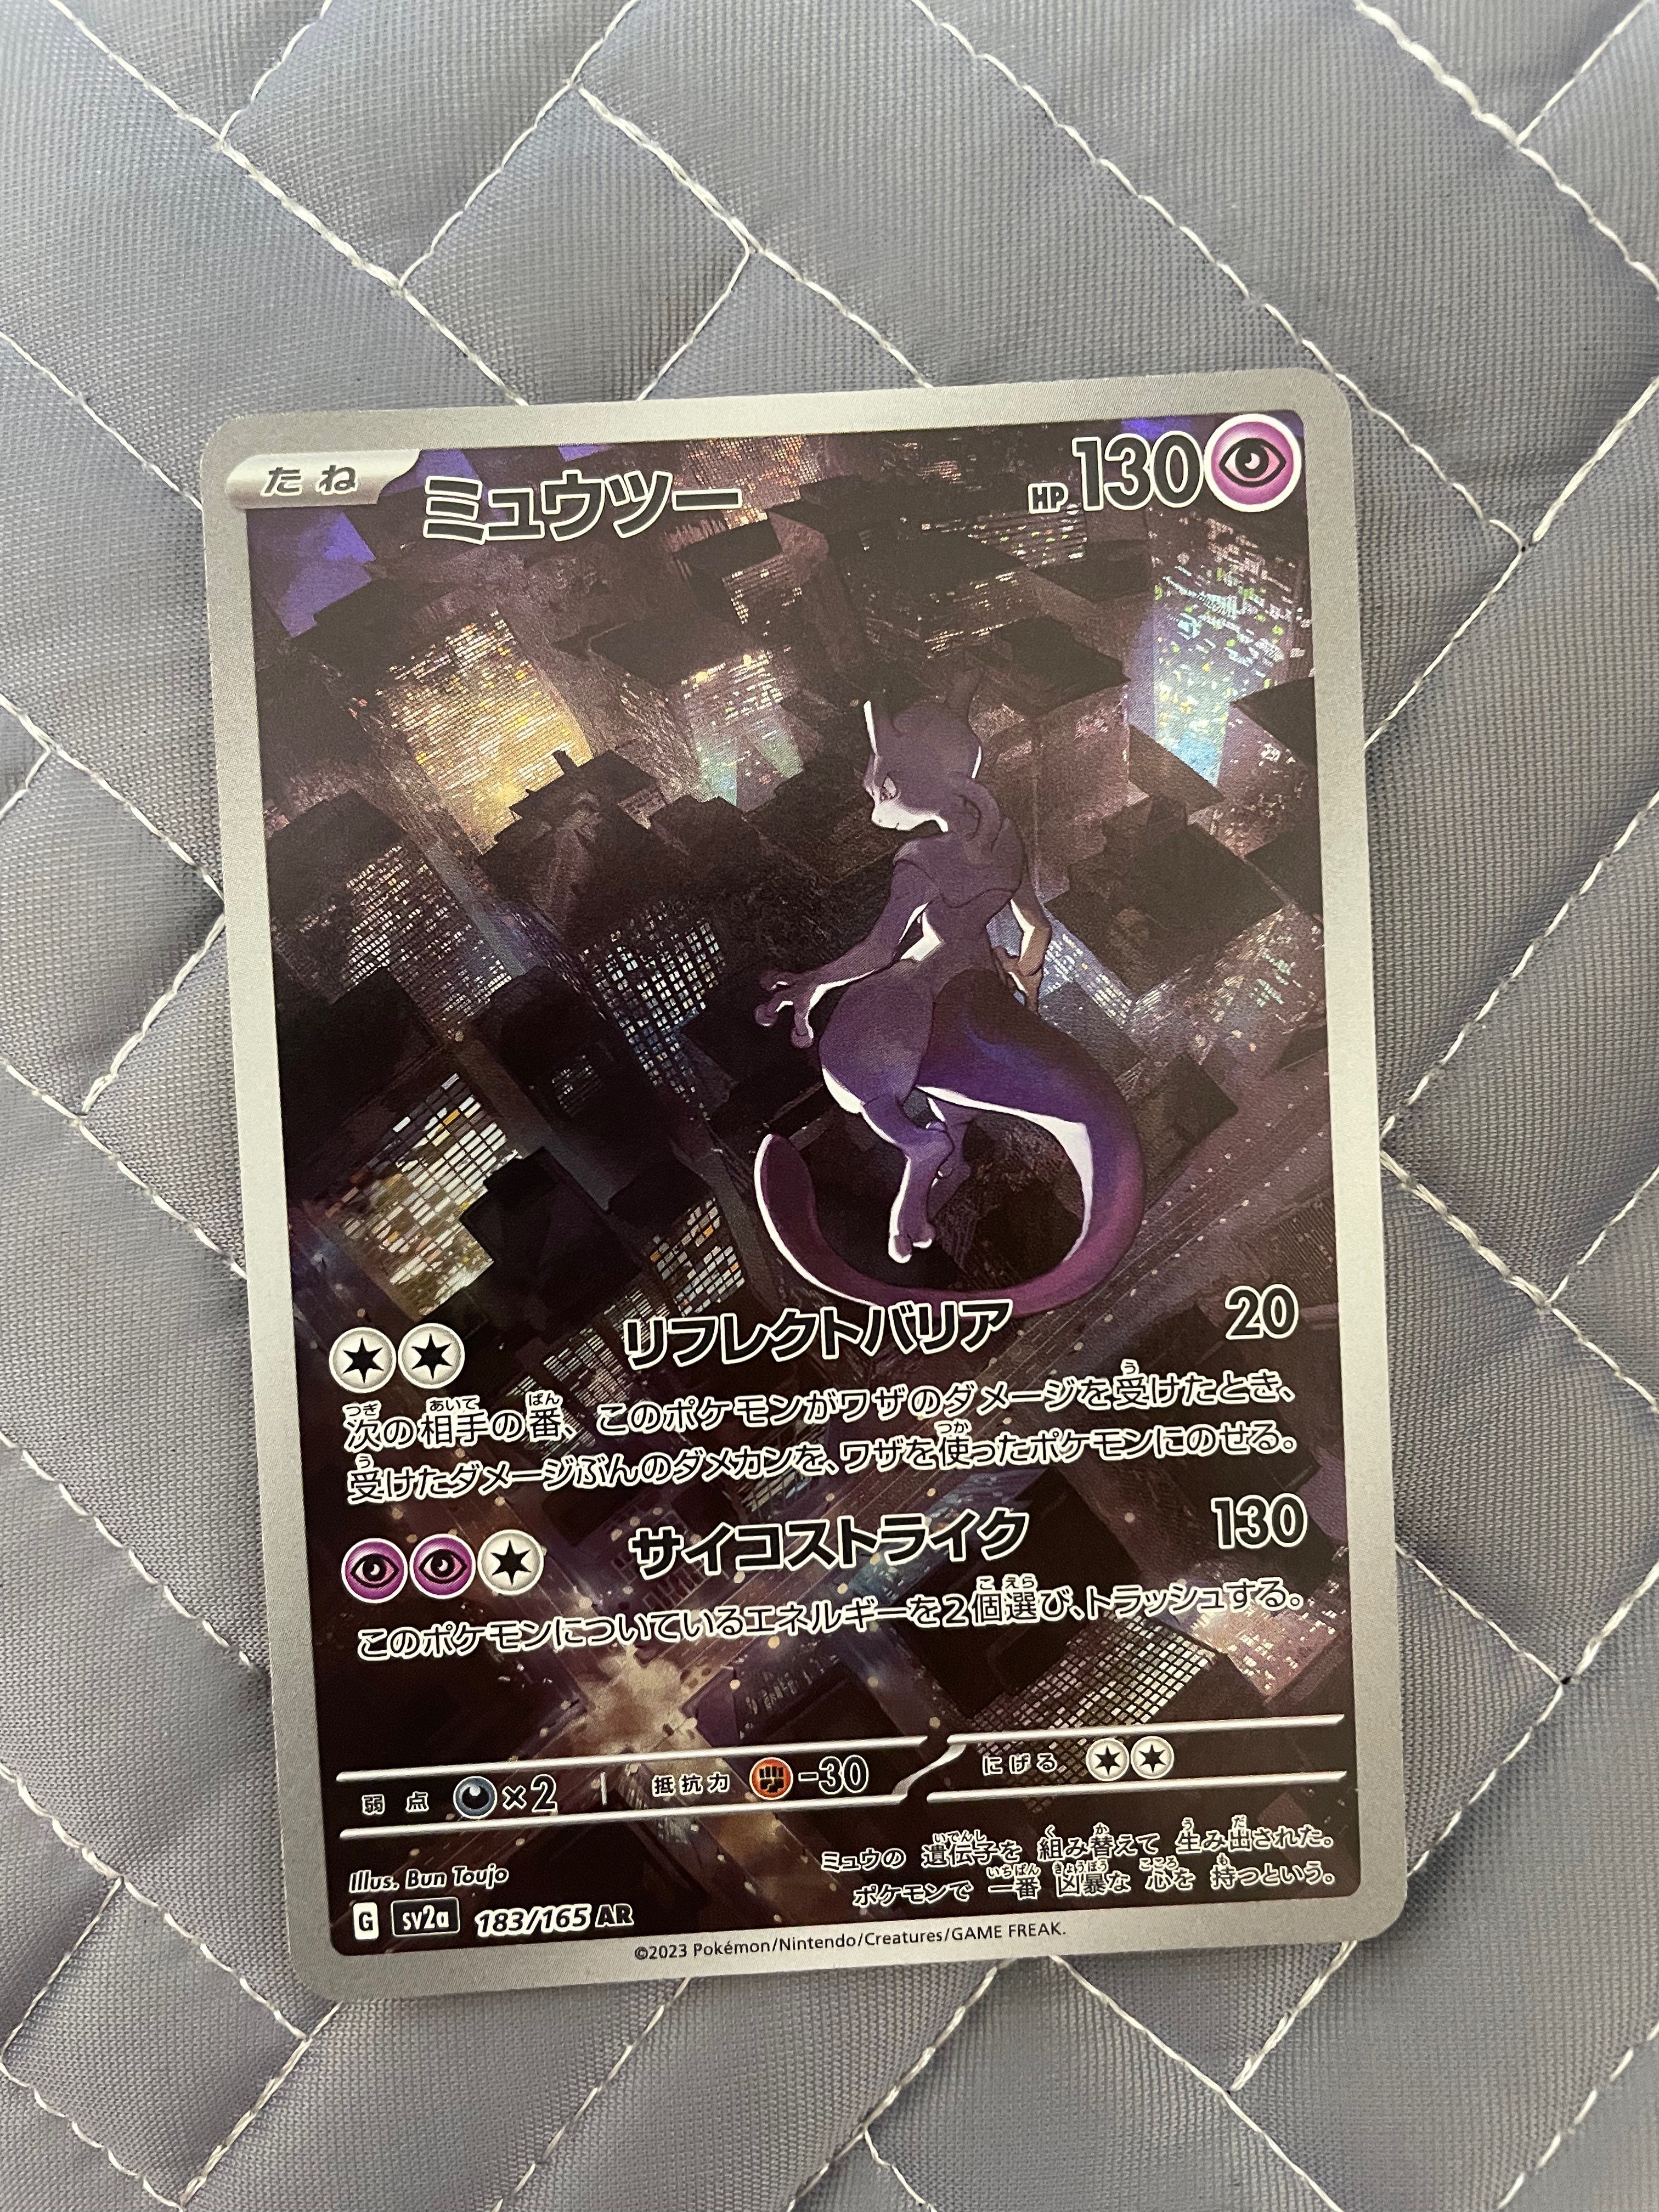 たね ミュウツー HP 130
リフレクトバリア 20
次の相手の番、このポケモンがワザのダメージを受けたとき、
受けたダメージぶんのダメカンを、ワザを使ったポケモンにのせる。
サイコストライク 130
このポケモンについているエネルギーを2個選び、トラッシュする。
弱点 ×2 抵抗力 -30 にげる
ミュウの 遺伝子を 組み替えて 生み出された。
ポケモンで 一番 凶暴な 心を 持つという。
Illus. Bun Toujo
G sv2a 183/165 AR
©2023 Pokémon/Nintendo/Creatures/GAME FREAK.